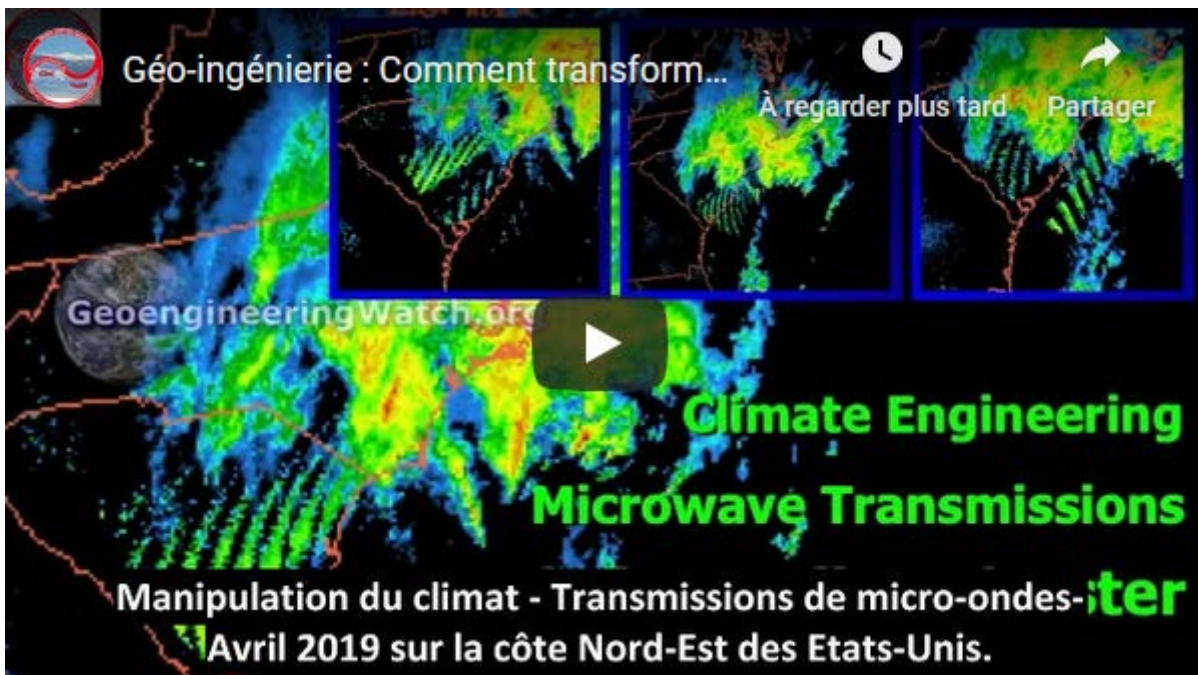 Géo-ingénierie : Comment transform...
À regarder plus tard
Partager
GeoengineeringWatch.org
Climate Engineering
Microwave Transmissions
ster
Manipulation du climat - Transmissions de micro-ondes-
Avril 2019 sur la côte Nord-Est des Etats-Unis.